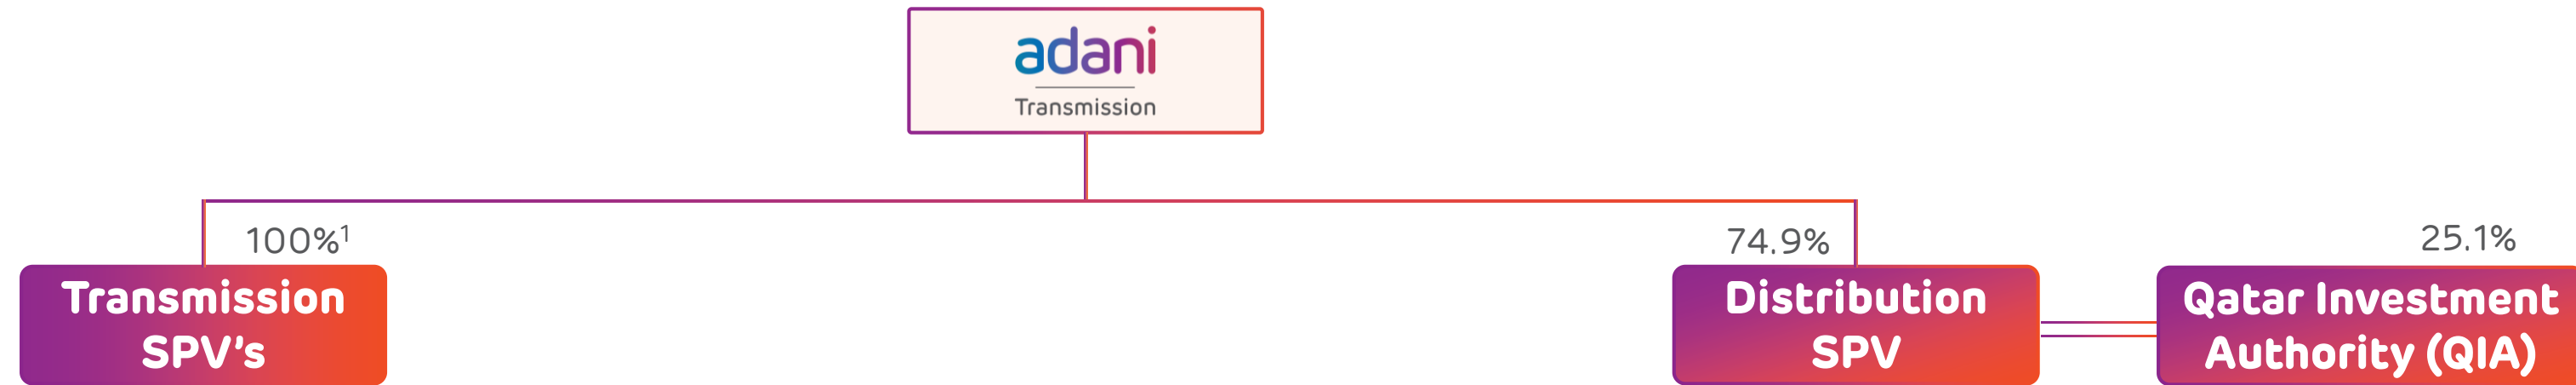 adani
Transmission
100%¹
74.9%
25.1%
Transmission
SPV's
Distribution
SPV
Qatar Investment
Authority (QIA)